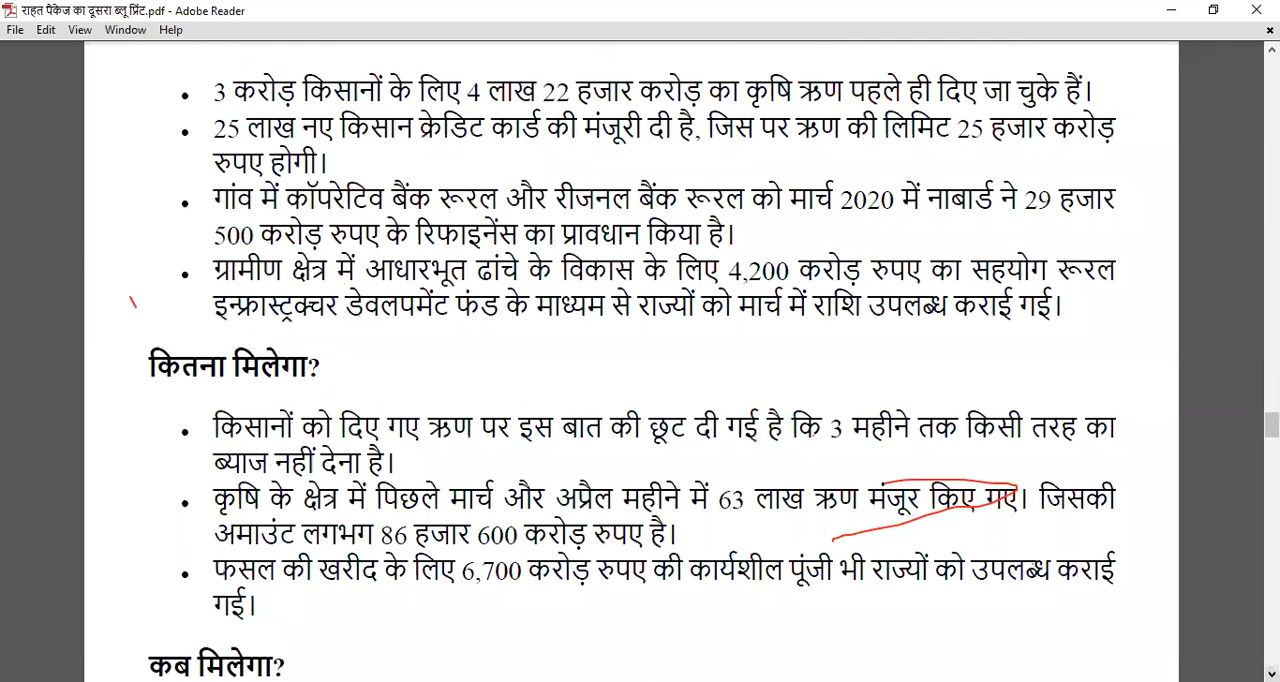 राहत पैकेज का दूसरा ब्लू प्रिंट.pdf - Adobe Reader
File Edit View Window Help
• 3 करोड़ किसानों के लिए 4 लाख 22 हजार करोड़ का कृषि ऋण पहले ही दिए जा चुके हैं।
• 25 लाख नए किसान क्रेडिट कार्ड की मंजूरी दी है, जिस पर ऋण की लिमिट 25 हजार करोड़
रुपए होगी।
• गांव में कॉपरेटिव बैंक रूरल और रीजनल बैंक रूरल को मार्च 2020 में नाबार्ड ने 29 हजार
500 करोड़ रुपए के रिफाइनेंस का प्रावधान किया है।
• ग्रामीण क्षेत्र में आधारभूत ढांचे के विकास के लिए 4,200 करोड़ रुपए का सहयोग रूरल
इन्फ्रास्ट्रक्चर डेवलपमेंट फंड के माध्यम से राज्यों को मार्च में राशि उपलब्ध कराई गई।
कितना मिलेगा?
• किसानों को दिए गए ऋण पर इस बात की छूट दी गई है कि 3 महीने तक किसी तरह का
ब्याज नहीं देना है।
• कृषि के क्षेत्र में पिछले मार्च और अप्रैल महीने में 63 लाख ऋण मंजूर किए गए। जिसकी
अमाउंट लगभग 86 हजार 600 करोड़ रुपए है।
• फसल की खरीद के लिए 6,700 करोड़ रुपए की कार्यशील पूंजी भी राज्यों को उपलब्ध कराई
गई।
कब मिलेगा?